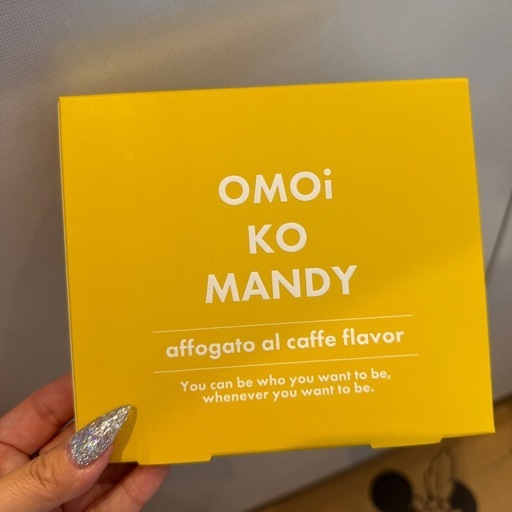 OMOi
KO
MANDY
affogato al caffe flavor
You can be who you want to be,
whenever you want to be.